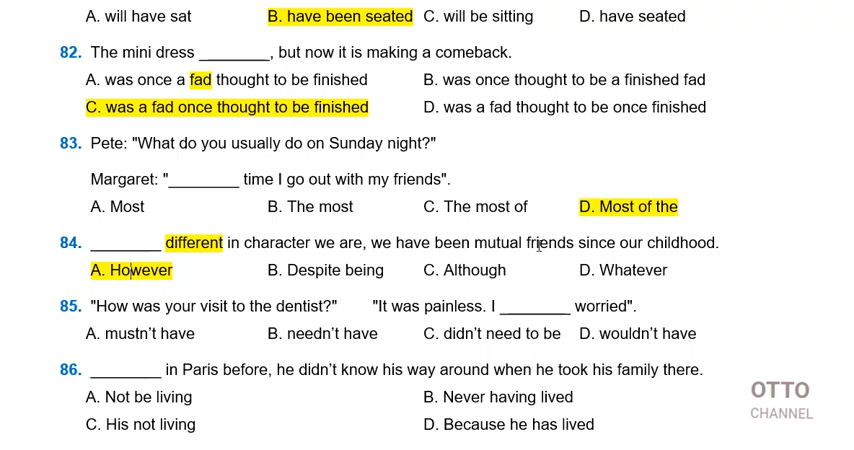 A. will have sat B. have been seated C. will be sitting D. have seated
82. The mini dress ________, but now it is making a comeback.
A. was once a fad thought to be finished B. was once thought to be a finished fad
C. was a fad once thought to be finished D. was a fad thought to be once finished
83. Pete: "What do you usually do on Sunday night?"
Margaret: "________ time I go out with my friends".
A. Most B. The most C. The most of D. Most of the
84. ________ different in character we are, we have been mutual friends since our childhood.
A. However B. Despite being C. Although D. Whatever
85. "How was your visit to the dentist?" "It was painless. I ________ worried".
A. mustn't have B. needn't have C. didn't need to be D. wouldn't have
86. ________ in Paris before, he didn't know his way around when he took his family there.
A. Not be living B. Never having lived
C. His not living D. Because he has lived
OTTO
CHANNEL